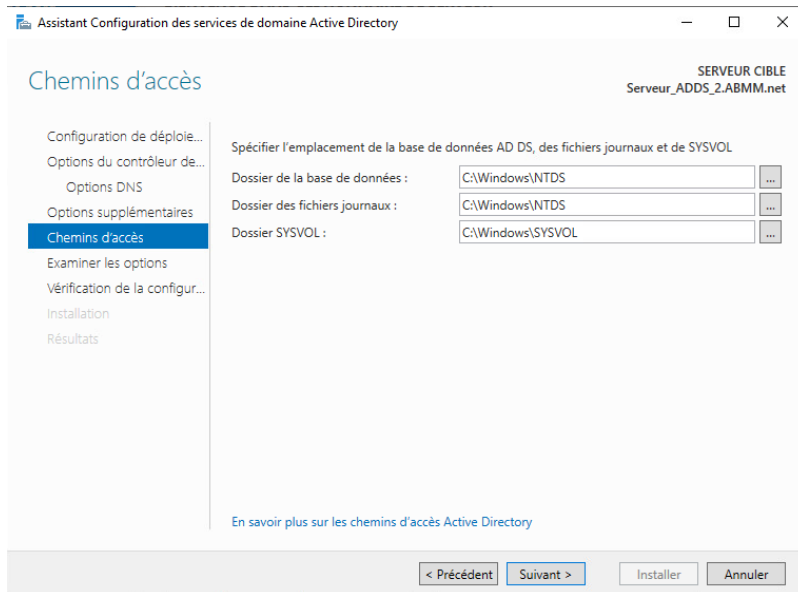 Assistant Configuration des services de domaine Active Directory
Chemins d'accès
SERVEUR CIBLE
Serveur_ADDS_2.ABMM.net
Configuration de déploie...
Options du contrôleur de...
Options DNS
Options supplémentaires
Chemins d'accès
Examiner les options
Vérification de la configur...
Installation
Résultats
Spécifier l'emplacement de la base de données AD DS, des fichiers journaux et de SYSVOL
Dossier de la base de données : C:\Windows\NTDS ...
Dossier des fichiers journaux : C:\Windows\NTDS ...
Dossier SYSVOL : C:\Windows\SYSVOL ...
En savoir plus sur les chemins d'accès Active Directory
< Précédent Suivant > Installer Annuler